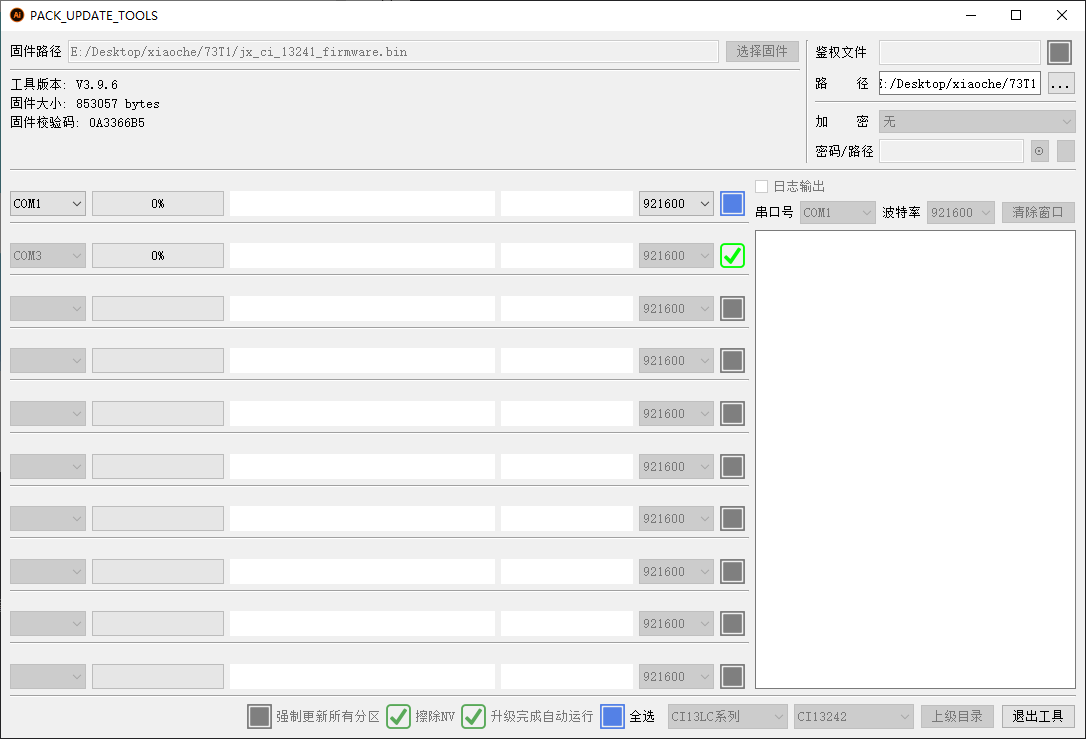 PACK_UPDATE_TOOLS
固件路径 E:/Desktop/xiaoche/73T1/jx_ci_13241_firmware.bin 选择固件
工具版本: V3.9.6
固件大小: 853057 bytes
固件校验码: 0A3366B5
鉴权文件
路 径 E:/Desktop/xiaoche/73T1 ...
加 密 无
密码/路径
COM1 0% 921600
COM3 0% 921600
921600
921600
921600
921600
921600
921600
921600
921600
日志输出
串口号 COM1 波特率 921600 清除窗口
强制更新所有分区 擦除NV 升级完成自动运行 全选 CI13LC系列 CI13242 上级目录 退出工具